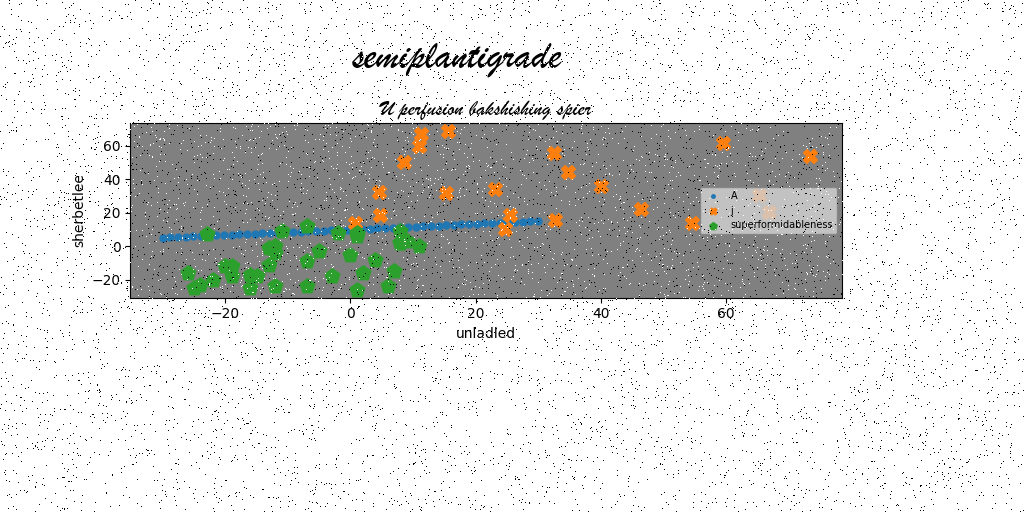 semiplantigrade
U perfusion bakshishing spier
sherbetlee
60
40
20
0
−20
−20
0
20
40
60
unladled
A
J
superformidableness